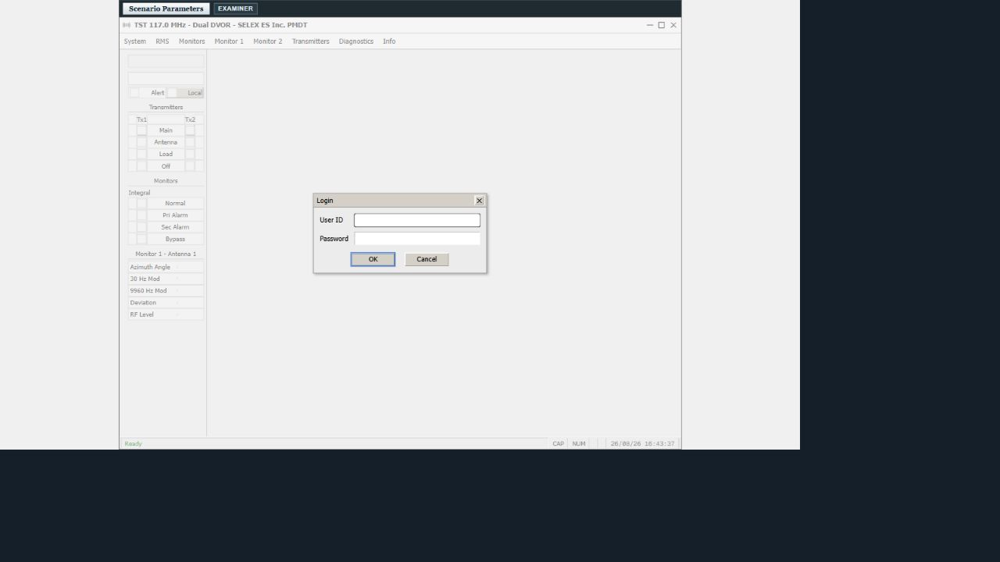 Scenario Parameters EXAMINER
TST 117.0 MHz - Dual DVOR - SELEX ES Inc. PMDT
System RMS Monitors Monitor 1 Monitor 2 Transmitters Diagnostics Info
Alert Local
Transmitters
Tx1 Tx2
Main
Antenna
Load
Off
Monitors
Integral
Normal
Pri Alarm
Sec Alarm
Bypass
Monitor 1 - Antenna 1
Azimuth Angle
30 Hz Mod
9960 Hz Mod
Deviation
RF Level
Login
User ID
Password
OK Cancel
Ready CAP NUM 26/08/26 16:43:37